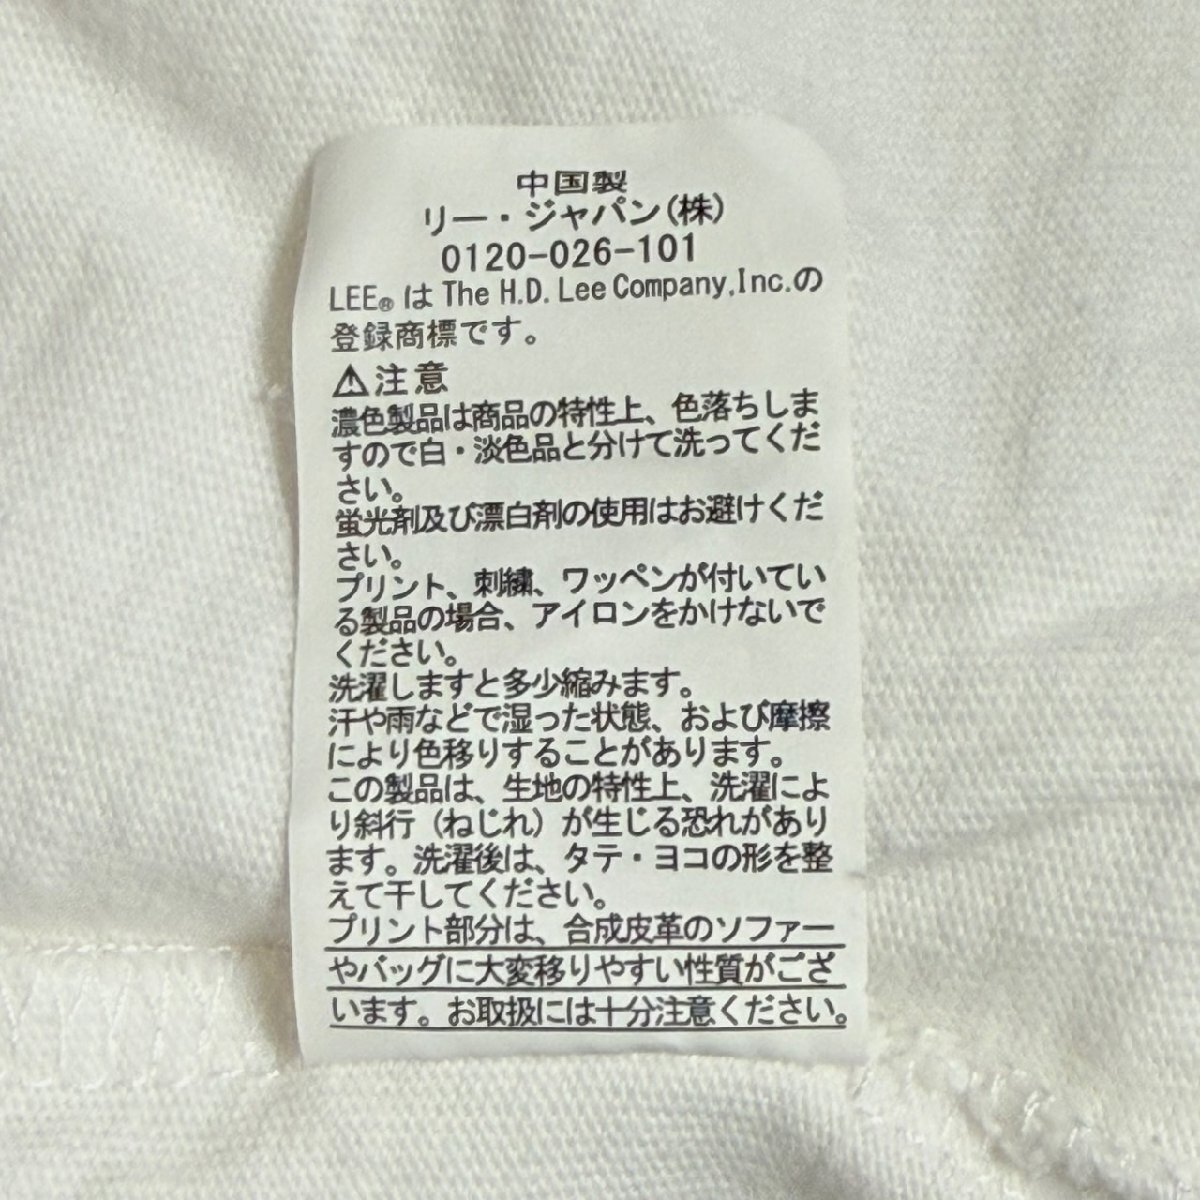 中国製
リー・ジャパン(株)
0120-026-101
LEE® は The H.D. Lee Company,Inc.の
登録商標です。
⚠注意
濃色製品は商品の特性上、色落ちしま
すので白・淡色品と分けて洗ってくだ
さい。
蛍光剤及び漂白剤の使用はお避けくだ
さい。
プリント、刺繍、ワッペンが付いてい
る製品の場合、アイロンをかけないで
ください。
洗濯しますと多少縮みます。
汗や雨などで湿った状態、および摩擦
により色移りすることがあります。
この製品は、生地の特性上、洗濯によ
り斜行（ねじれ）が生じる恐れがあり
ます。洗濯後は、タテ・ヨコの形を整
えて干してください。
プリント部分は、合成皮革のソファー
やバッグに大変移りやすい性質がござ
います。お取扱には十分注意ください。